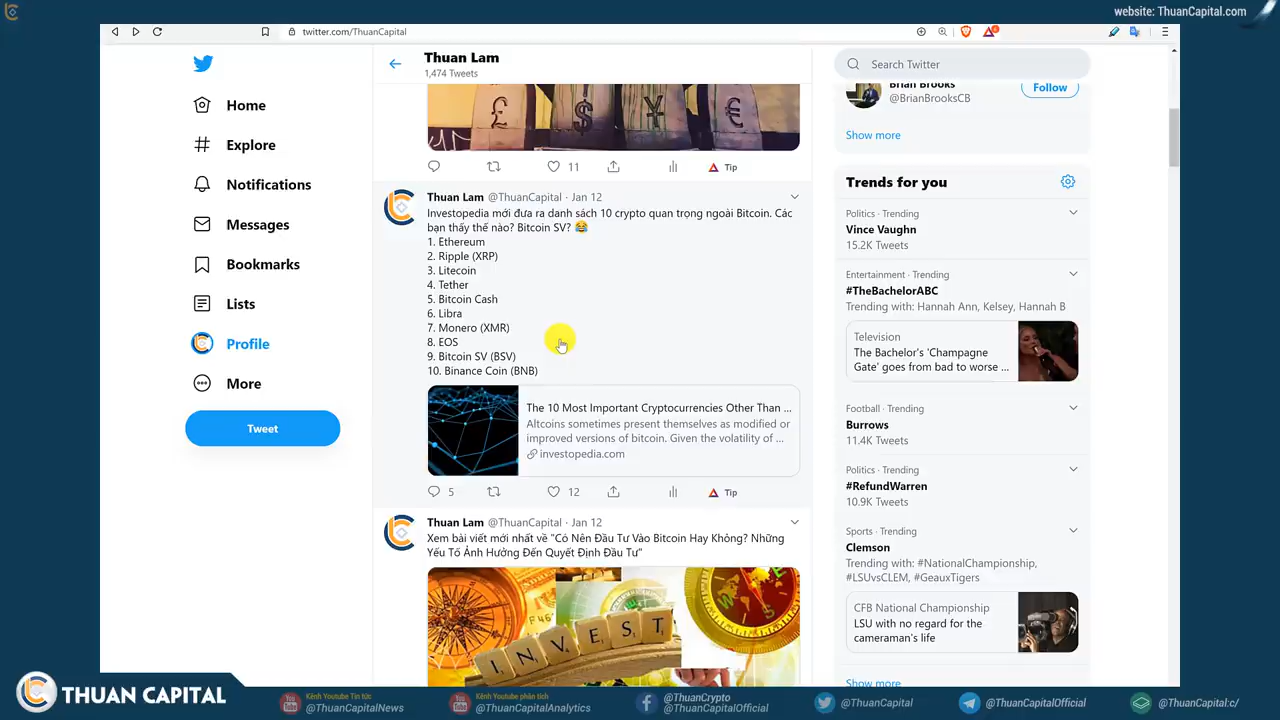 website: ThuanCapital.com
twitter.com/ThuanCapital
Home
Explore
Notifications
Messages
Bookmarks
Lists
Profile
More
Tweet
Thuan Lam
1,474 Tweets
11
Tip
Thuan Lam @ThuanCapital · Jan 12
Investopedia mới đưa ra danh sách 10 crypto quan trọng ngoài Bitcoin. Các
bạn thấy thế nào? Bitcoin SV? 😂
1. Ethereum
2. Ripple (XRP)
3. Litecoin
4. Tether
5. Bitcoin Cash
6. Libra
7. Monero (XMR)
8. EOS
9. Bitcoin SV (BSV)
10. Binance Coin (BNB)
The 10 Most Important Cryptocurrencies Other Than ...
Altcoins sometimes present themselves as modified or
improved versions of bitcoin. Given the volatility of ...
investopedia.com
5
12
Tip
Thuan Lam @ThuanCapital · Jan 12
Xem bài viết mới nhất về "Có Nên Đầu Tư Vào Bitcoin Hay Không? Những
Yếu Tố Ảnh Hưởng Đến Quyết Định Đầu Tư"
INVEST
Search Twitter
Brian Brooks
@BrianBrooksCB
Follow
Show more
Trends for you
Politics · Trending
Vince Vaughn
15.2K Tweets
Entertainment · Trending
#TheBachelorABC
Trending with: Hannah Ann, Kelsey, Hannah B
Television
The Bachelor's 'Champagne
Gate' goes from bad to worse ...
Football · Trending
Burrows
11.4K Tweets
Politics · Trending
#RefundWarren
10.9K Tweets
Sports · Trending
Clemson
Trending with: #NationalChampionship,
#LSUvsCLEM, #GeauxTigers
CFB National Championship
LSU with no regard for the
cameraman's life
Show more
THUAN CAPITAL
Kênh Youtube Tin tức
@ThuanCapitalNews
Kênh Youtube phân tích
@ThuanCapitalAnalytics
@ThuanCrypto
@ThuanCapitalOfficial
@ThuanCapital
@ThuanCapitalOfficial
@ThuanCapital:c/